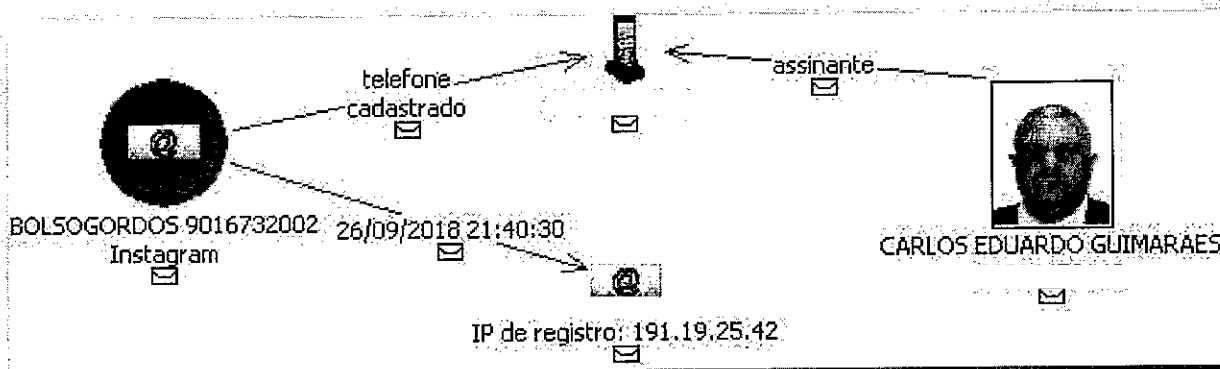 telefone
cadastrado
assinante
BOLSOGORDOS 9016732002
Instagram
26/09/2018 21:40:30
CARLOS EDUARDO GUIMARAES
IP de registro: 191.19.25.42